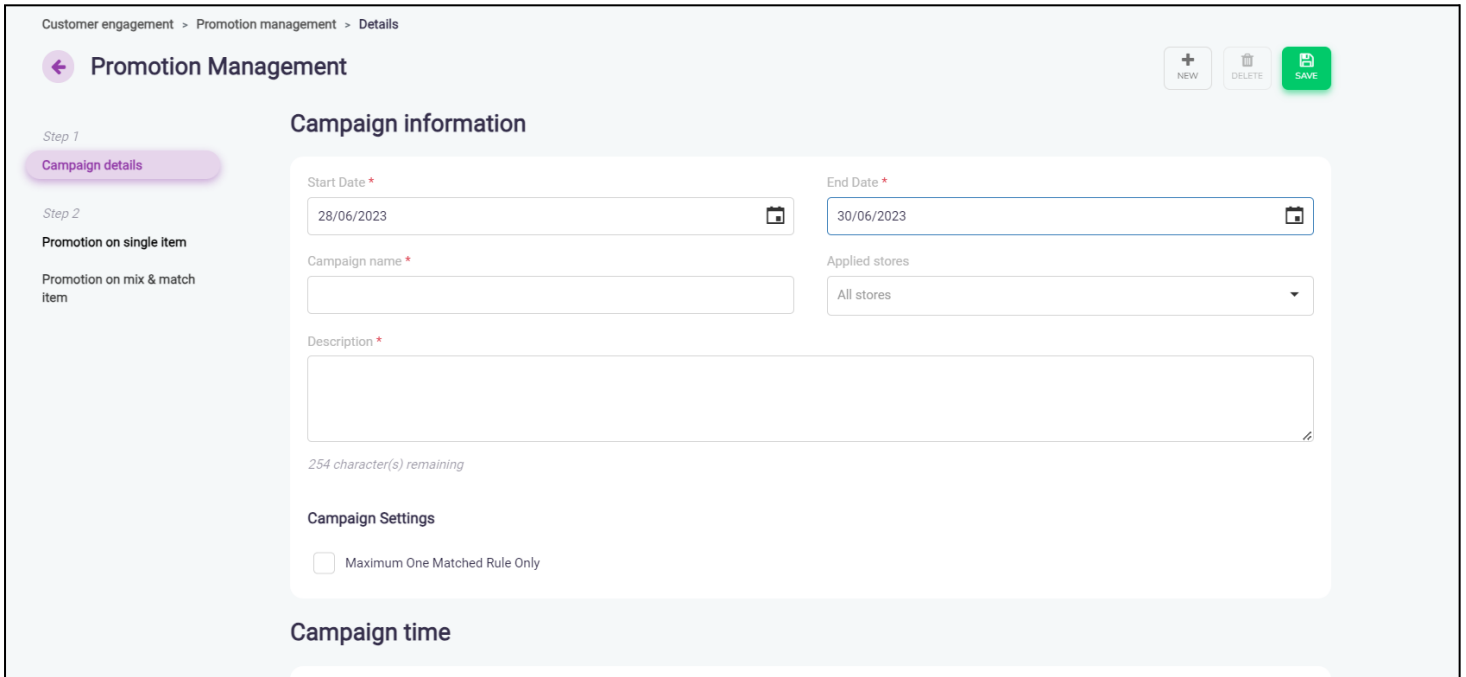 Customer engagement > Promotion management > Details
Promotion Management
NEW
DELETE
SAVE
Step 1
Campaign details
Step 2
Promotion on single item
Promotion on mix & match
item
Campaign information
Start Date *
End Date *
28/06/2023
30/06/2023
Campaign name *
Applied stores
All stores
Description *
254 character(s) remaining
Campaign Settings
Maximum One Matched Rule Only
Campaign time